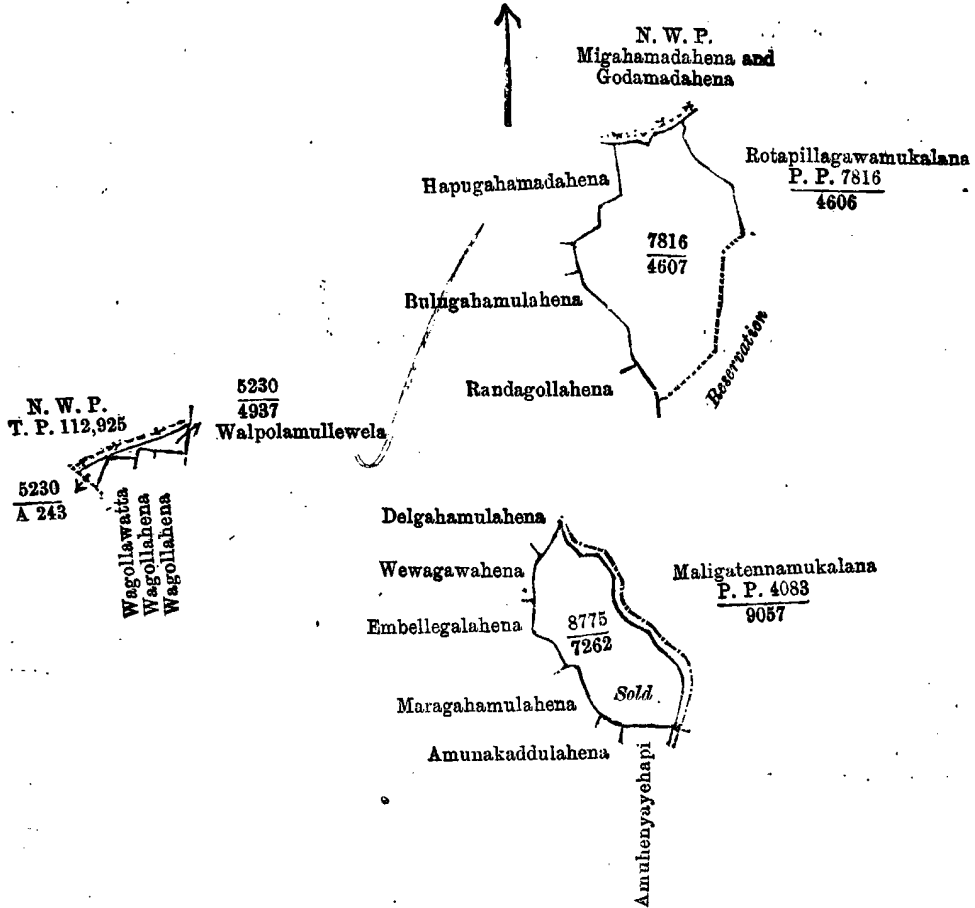 N. W. P.
Migahamadahena and
Godamadahena
Rotapillagawamukalana
P. P. 7816
4606
Hapugahamadahena
7816
4607
Bulugahamulahena
Reservation
Randagollahena
5230
4937
Walpolamullewela
N. W. P.
T. P. 112,925
5230
A 243
Wagollawatta
Wagollahena
Wagollahena
Delgahamulahena
Wewagawahena
Maligatennamukalana
P. P. 4083
9057
Embellegalahena
8775
7262
Sold
Maragahamulahena
Amunakaddulahena
Amuhenyayehapi